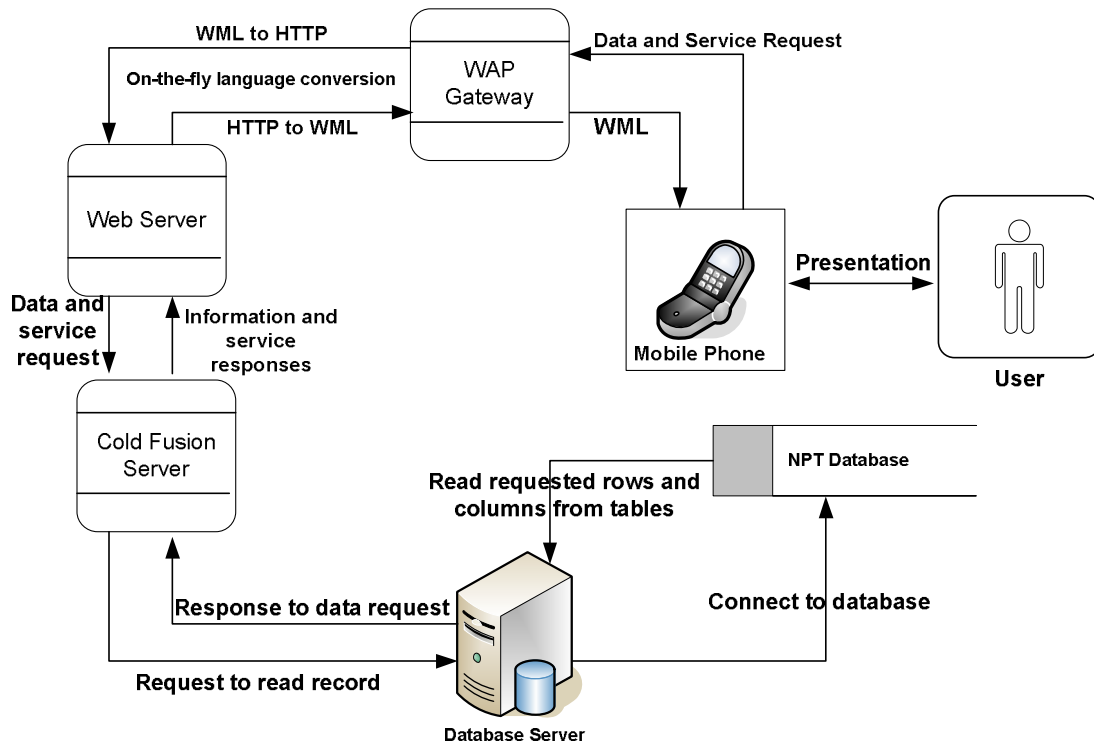 WML to HTTP
On-the-fly language conversion
HTTP to WML
WAP
Gateway
Data and Service Request
WML
Web Server
Mobile Phone
Presentation
User
Data and
service
request
Information and
service
responses
Cold Fusion
Server
NPT Database
Read requested rows and
columns from tables
Response to data request
Connect to database
Request to read record
Database Server